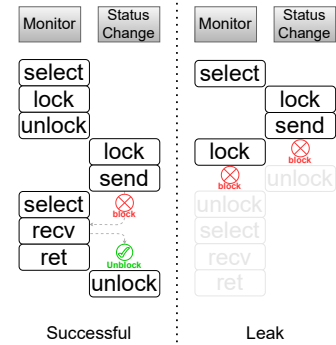 Monitor
Status Change
Monitor
Status Change
select
lock
unlock
lock
send
select
block
recv
ret
Unblock
unlock
select
lock
send
lock
block
block
unlock
unlock
select
recv
ret
Successful
Leak